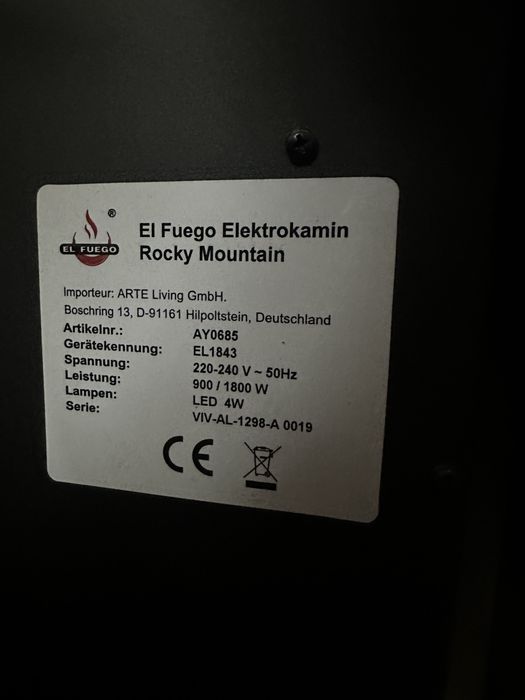 ®
EL FUEGO
El Fuego Elektrokamin
Rocky Mountain
Importeur: ARTE Living GmbH.
Boschring 13, D-91161 Hilpoltstein, Deutschland
Artikelnr.: AY0685
Gerätekennung: EL1843
Spannung: 220-240 V ~ 50Hz
Leistung: 900 / 1800 W
Lampen: LED 4W
Serie: VIV-AL-1298-A 0019
CE